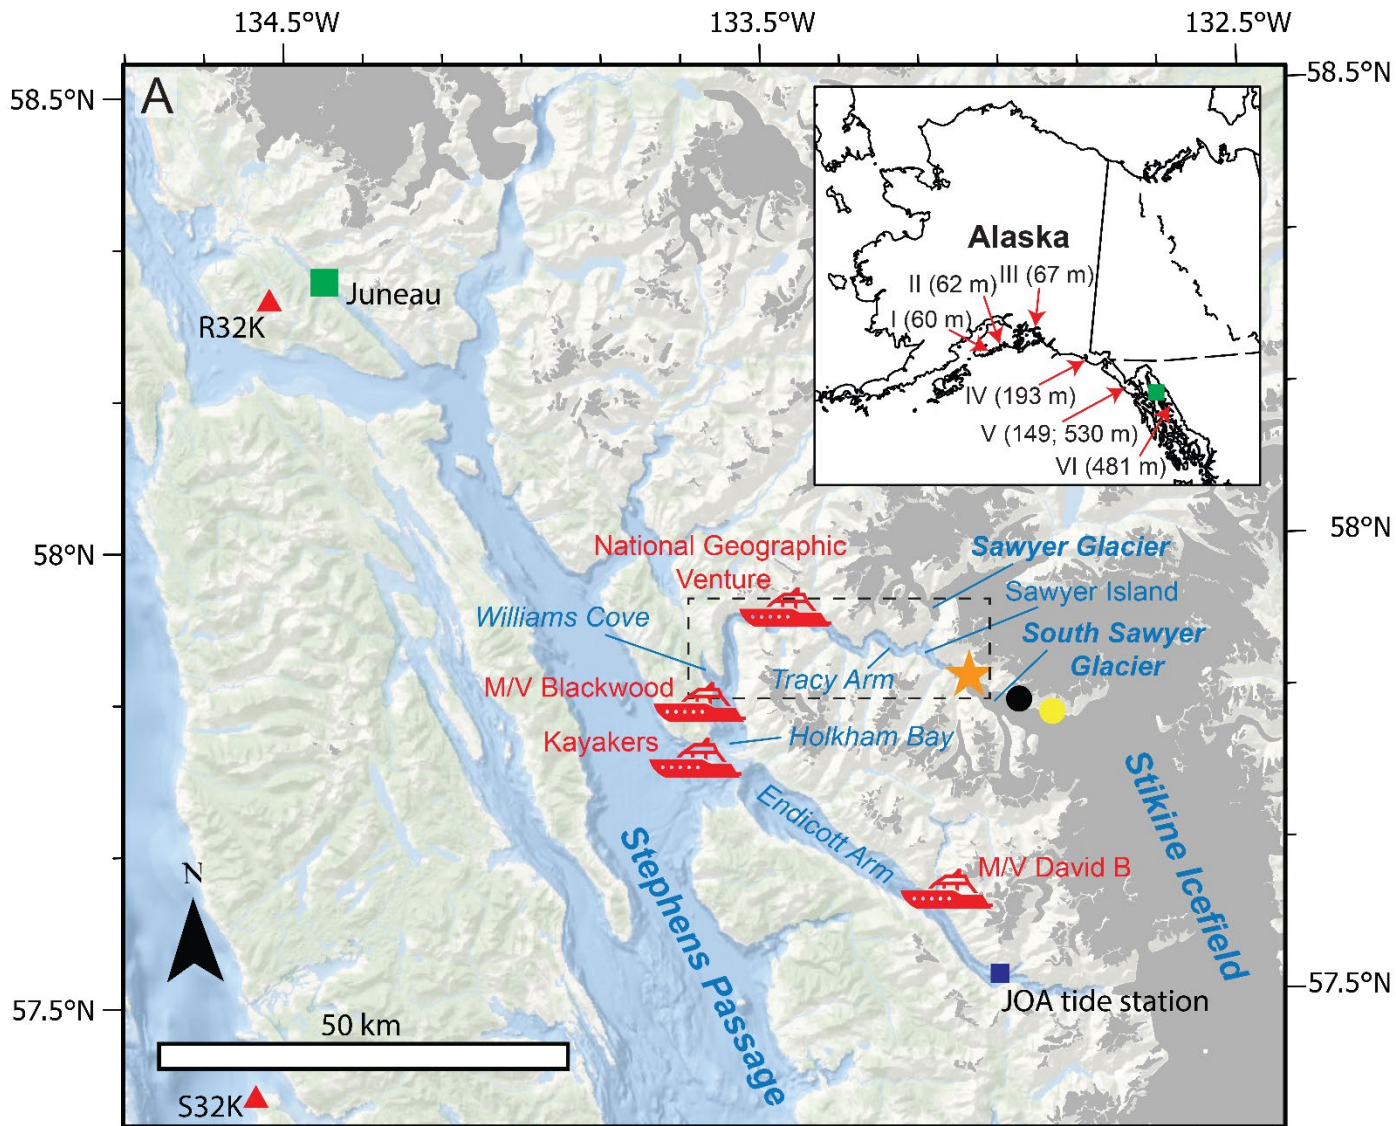 134.5°W
133.5°W
132.5°W
58.5°N
58.5°N
A
Alaska
II (62 m)
III (67 m)
I (60 m)
IV (193 m)
V (149; 530 m)
VI (481 m)
Juneau
R32K
58°N
58°N
National Geographic
Venture
Sawyer Glacier
Sawyer Island
Williams Cove
South Sawyer
Glacier
Tracy Arm
M/V Blackwood
Kayakers
Holkham Bay
Endicott Arm
Stikine Icefield
Stephens Passage
M/V David B
N
JOA tide station
57.5°N
57.5°N
50 km
S32K